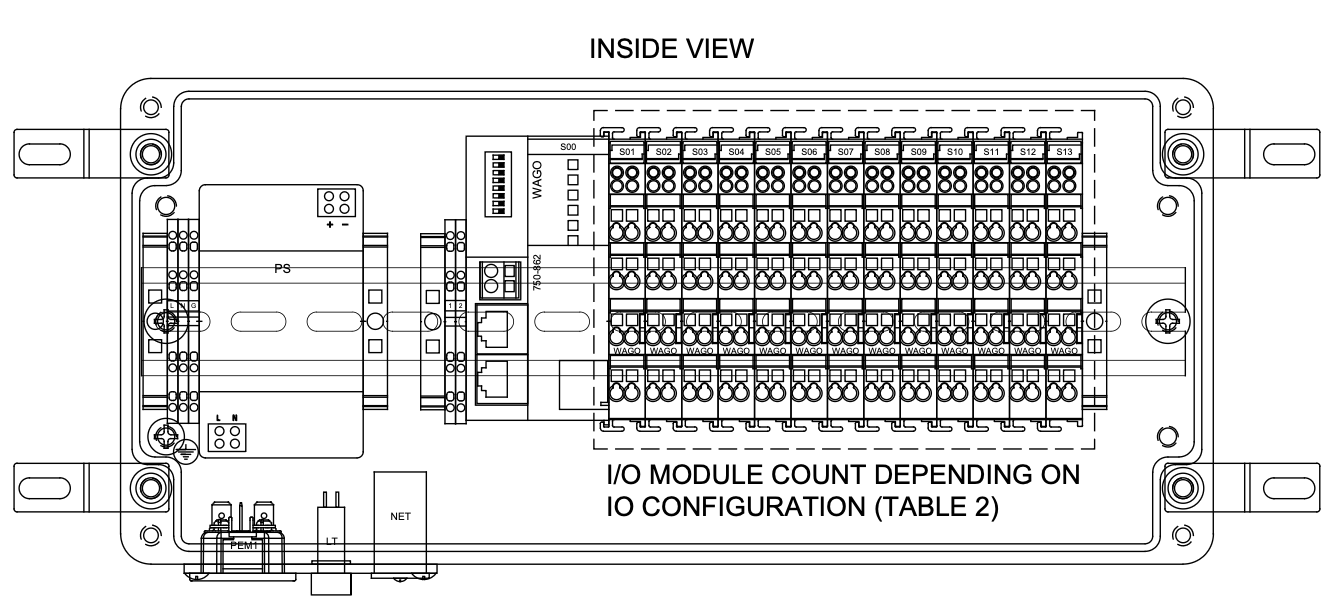 INSIDE VIEW
S00
S01 S02 S03 S04 S05 S06 S07 S08 S09 S10 S11 S12 S13
WAGO
+ −
PS
750-862
L N G
1 2
WAGO WAGO WAGO WAGO WAGO WAGO WAGO WAGO WAGO WAGO WAGO WAGO WAGO
L N
I/O MODULE COUNT DEPENDING ON
IO CONFIGURATION (TABLE 2)
NET
LT
PEM1